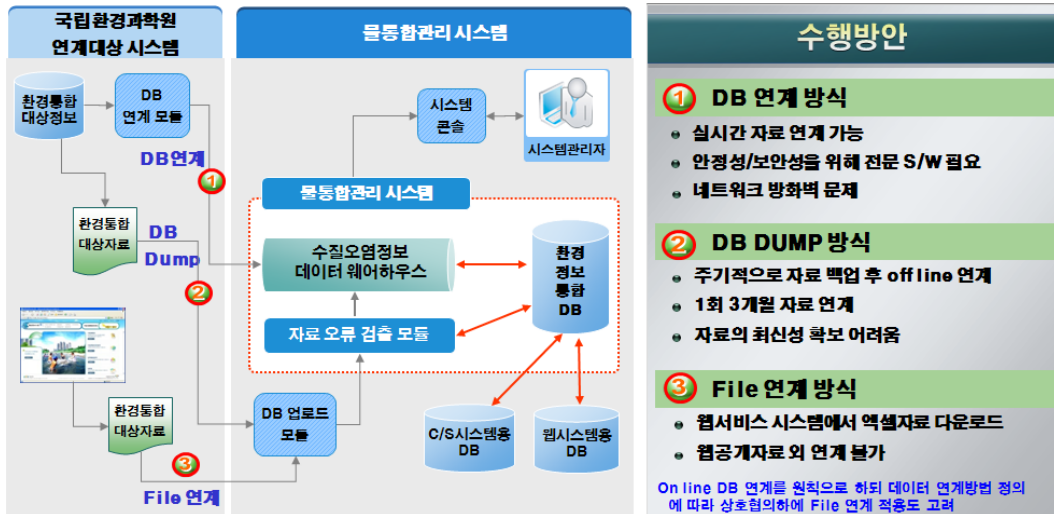 국립환경과학원
연계대상 시스템
물통합관리 시스템
환경통합
대상정보
DB
연계 모듈
DB연계
1
환경통합
대상자료
DB
Dump
2
환경통합
대상자료
3
File 연계
시스템
콘솔
시스템관리자
물통합관리 시스템
수질오염정보
데이터 웨어하우스
환경
정보
통합
DB
자료 오류 검출 모듈
DB 업로드
모듈
C/S시스템용
DB
웹시스템용
DB
수행방안
1 DB 연계 방식
실시간 자료 연계 가능
안정성/보안성을 위해 전문 S/W 필요
네트워크 방화벽 문제
2 DB DUMP 방식
주기적으로 자료 백업 후 off line 연계
1회 3개월 자료 연계
자료의 최신성 확보 어려움
3 File 연계 방식
웹서비스 시스템에서 엑셀자료 다운로드
웹공개자료 외 연계 불가
On line DB 연계를 원칙으로 하되 데이터 연계방법 정의
에 따라 상호협의하에 File 연계 적용도 고려